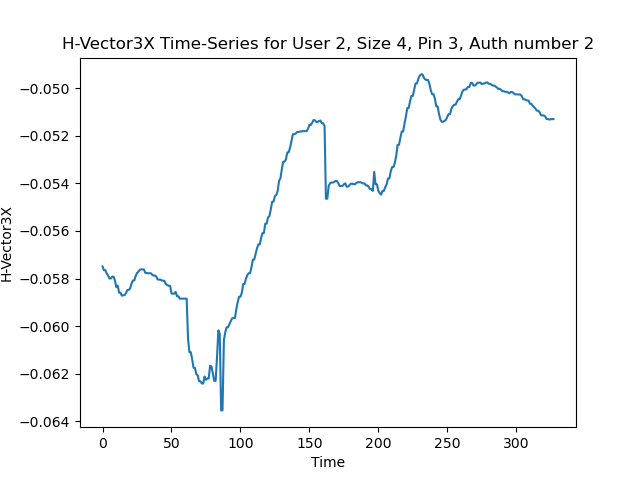 H-Vector3X Time-Series for User 2, Size 4, Pin 3, Auth number 2
H-Vector3X
−0.050
−0.052
−0.054
−0.056
−0.058
−0.060
−0.062
−0.064
0 50 100 150 200 250 300
Time